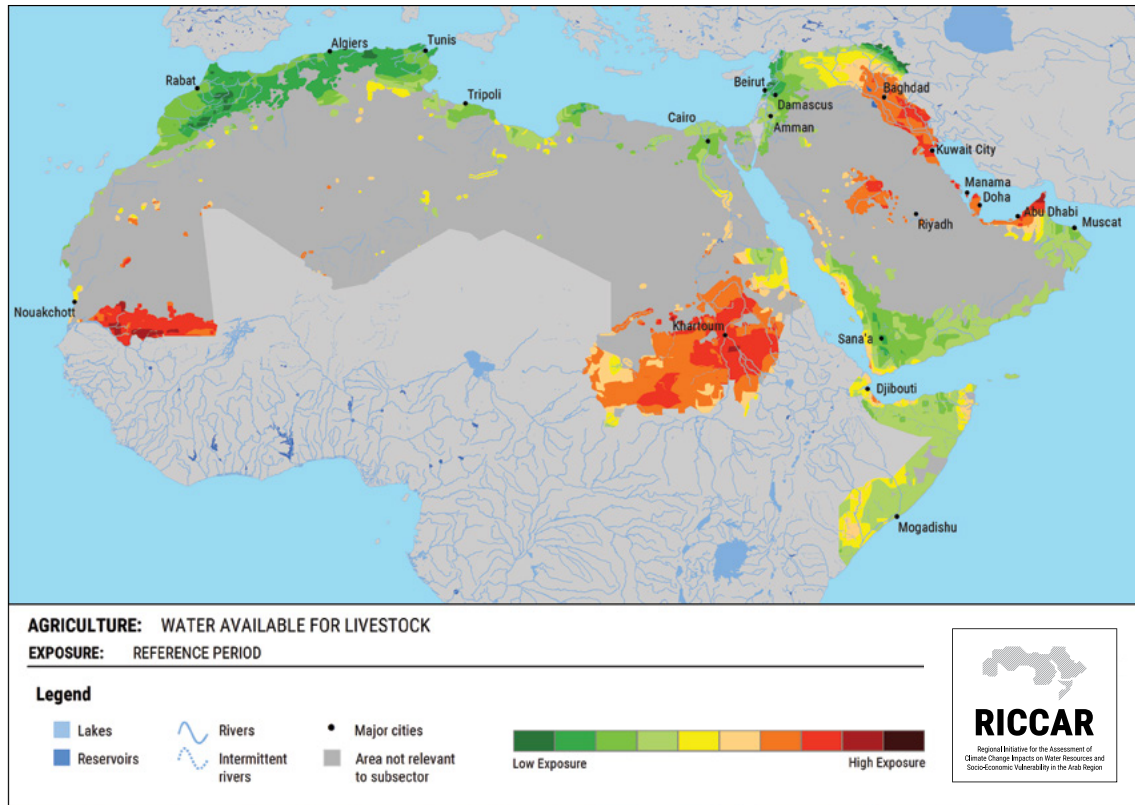 Algiers
Tunis
Rabat
Tripoli
Beirut
Damascus
Baghdad
Cairo
Amman
Kuwait City
Manama
Doha
Abu Dhabi
Riyadh
Muscat
Nouakchott
Khartoum
Sana'a
Djibouti
Mogadishu
AGRICULTURE: WATER AVAILABLE FOR LIVESTOCK
EXPOSURE: REFERENCE PERIOD
Legend
Lakes
Reservoirs
Rivers
Intermittent
rivers
Major cities
Area not relevant
to subsector
Low Exposure
High Exposure
RICCAR
Regional Initiative for the Assessment of
Climate Change Impacts on Water Resources and
Socio-Economic Vulnerability in the Arab Region